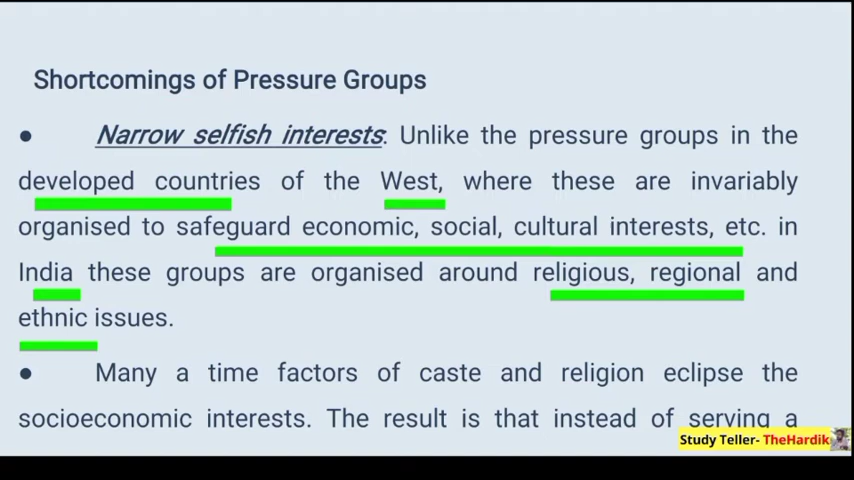 Shortcomings of Pressure Groups
● Narrow selfish interests: Unlike the pressure groups in the
developed countries of the West, where these are invariably
organised to safeguard economic, social, cultural interests, etc. in
India these groups are organised around religious, regional and
ethnic issues.
● Many a time factors of caste and religion eclipse the
socioeconomic interests. The result is that instead of serving a
Study Teller- TheHardik